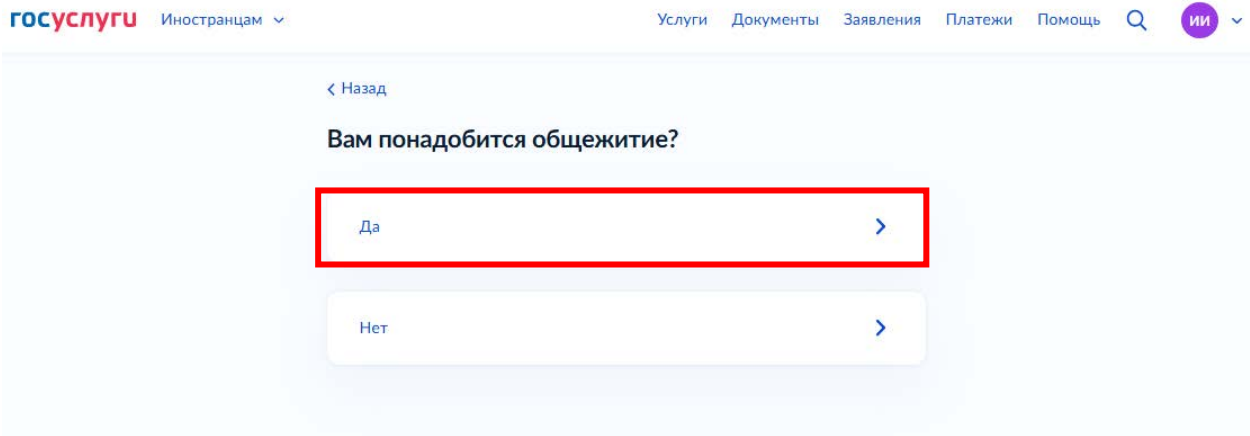 госуслуги Иностранцам Услуги Документы Заявления Платежи Помощь ИИ
Назад
Вам понадобится общежитие?
Да
Нет